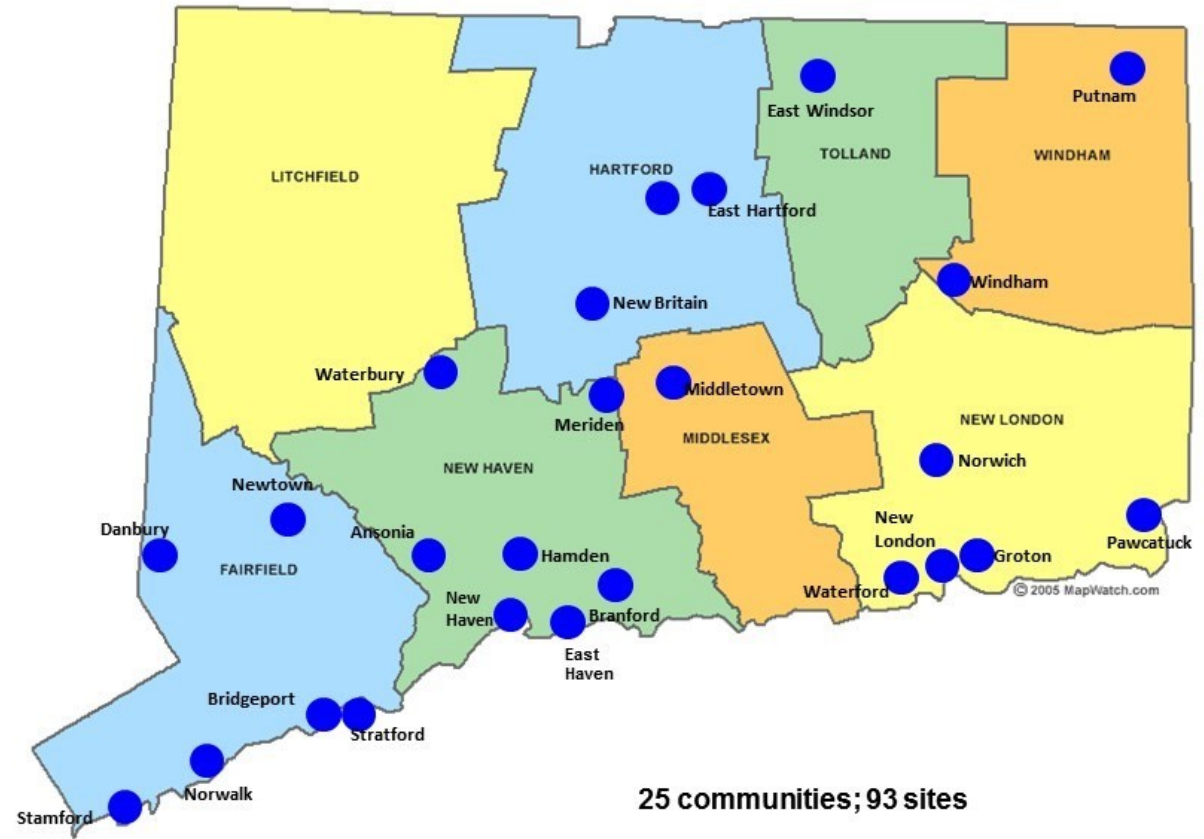 East Windsor
Putnam
TOLLAND
WINDHAM
LITCHFIELD
HARTFORD
East Hartford
Windham
New Britain
Waterbury
Middletown
Meriden
NEW LONDON
MIDDLESEX
NEW HAVEN
Norwich
Newtown
Danbury
Ansonia
New
London
Hamden
Groton
Pawcatuck
FAIRFIELD
Waterford
© 2005 MapWatch.com
New
Haven
Branford
East
Haven
Bridgeport
Stratford
Norwalk
Stamford
25 communities; 93 sites